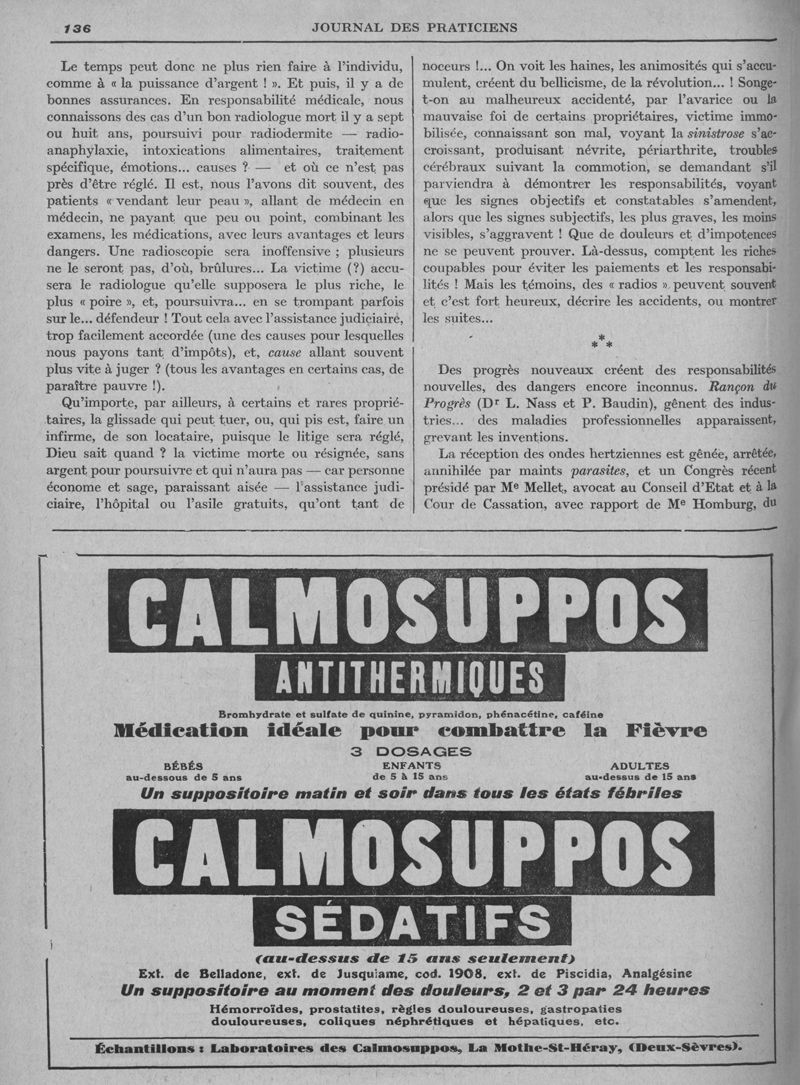 136
JOURNAL DES PRATICIENS
Le temps peut donc ne plus rien faire à l'individu,
comme à « la puissance d'argent ! ». Et puis, il y a de
bonnes assurances. En responsabilité médicale, nous
connaissons des cas d'un bon radiologue mort il y a sept
ou huit ans, poursuivi pour radiodermite — radio-
anaphylaxie, intoxications alimentaires, traitement
spécifique, émotions... causes ? — et où ce n'est pas
près d'être réglé. Il est, nous l'avons dit souvent, des
patients « vendant leur peau », allant de médecin en
médecin, ne payant que peu ou point, combinant les
examens, les médications, avec leurs avantages et leurs
dangers. Une radioscopie sera inoffensive ; plusieurs
ne le seront pas, d'où, brûlures... La victime (?) accu-
sera le radiologue qu'elle supposera le plus riche, le
plus « poire », et, poursuivra... en se trompant parfois
sur le... défendeur ! Tout cela avec l'assistance judiciaire,
trop facilement accordée (une des causes pour lesquelles
nous payons tant d'impôts), et, cause allant souvent
plus vite à juger ? (tous les avantages en certains cas, de
paraître pauvre !).
Qu'importe, par ailleurs, à certains et rares proprié-
taires, la glissade qui peut tuer, ou, qui pis est, faire un
infirme, de son locataire, puisque le litige sera réglé,
Dieu sait quand ? la victime morte ou résignée, sans
argent pour poursuivre et qui n'aura pas — car personne
économe et sage, paraissant aisée — l'assistance judi-
ciaire, l'hôpital ou l'asile gratuits, qu'ont tant de
noceurs !... On voit les haines, les animosités qui s'accu-
mulent, créent du bellicisme, de la révolution... ! Songe-
t-on au malheureux accidenté, par l'avarice ou la
mauvaise foi de certains propriétaires, victime immo-
bilisée, connaissant son mal, voyant la sinistrose s'ac-
croissant, produisant névrite, périarthrite, troubles
cérébraux suivant la commotion, se demandant s'il
parviendra à démontrer les responsabilités, voyant
que les signes objectifs et constatables s'amendent,
alors que les signes subjectifs, les plus graves, les moins
visibles, s'aggravent ! Que de douleurs et d'impotences
ne se peuvent prouver. Là-dessus, comptent les riches
coupables pour éviter les paiements et les responsabi-
lités ! Mais les témoins, des « radios » peuvent souvent
et c'est fort heureux, décrire les accidents, ou montrer
les suites...
*
* *
Des progrès nouveaux créent des responsabilités
nouvelles, des dangers encore inconnus. Rançon du
Progrès (Dr L. Nass et P. Baudin), gênent des indus-
tries... des maladies professionnelles apparaissent,
grevant les inventions.
La réception des ondes hertziennes est gênée, arrêtée,
annihilée par maints parasites, et un Congrès récent
présidé par Me Mellet, avocat au Conseil d'Etat et à la
Cour de Cassation, avec rapport de Me Homburg, du
CALMOSUPPOS
ANTITHERMIQUES
Bromhydrate et sulfate de quinine, pyramidon, phénacétine, caféine
Médication idéale pour combattre la Fièvre
3 DOSAGES
BÉBÉS ENFANTS ADULTES
au-dessous de 5 ans de 5 à 15 ans au-dessus de 15 ans
Un suppositoire matin et soir dans tous les états fébriles
CALMOSUPPOS
SÉDATIFS
(au-dessus de 15 ans seulement)
Ext. de Belladone, ext. de Jusquiame, cod. 1908, ext. de Piscidia, Analgésine
Un suppositoire au moment des douleurs, 2 et 3 par 24 heures
Hémorroïdes, prostatites, règles douloureuses, gastropaties
douloureuses, coliques néphrétiques et hépatiques, etc.
Échantillons : Laboratoires des Calmosuppos, La Mothe-St-Héray, (Deux-Sèvres).